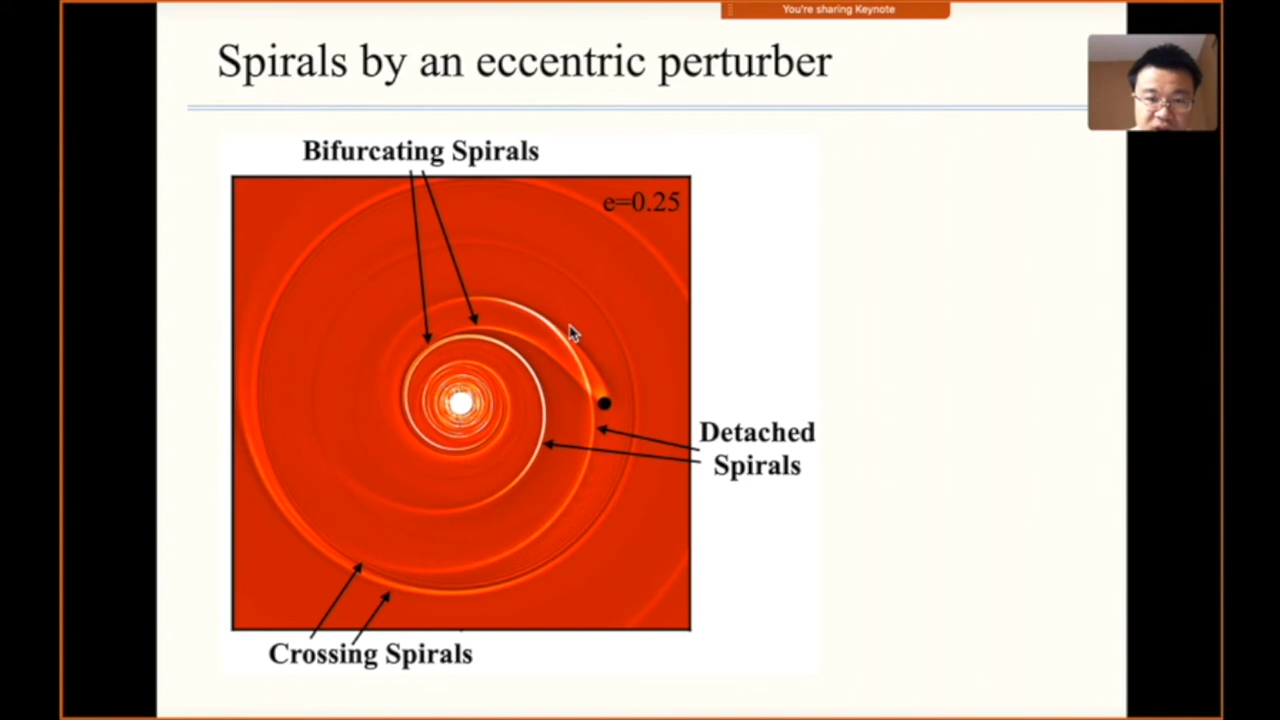 You're sharing Keynote
Spirals by an eccentric perturber
Bifurcating Spirals
e=0.25
Detached
Spirals
Crossing Spirals